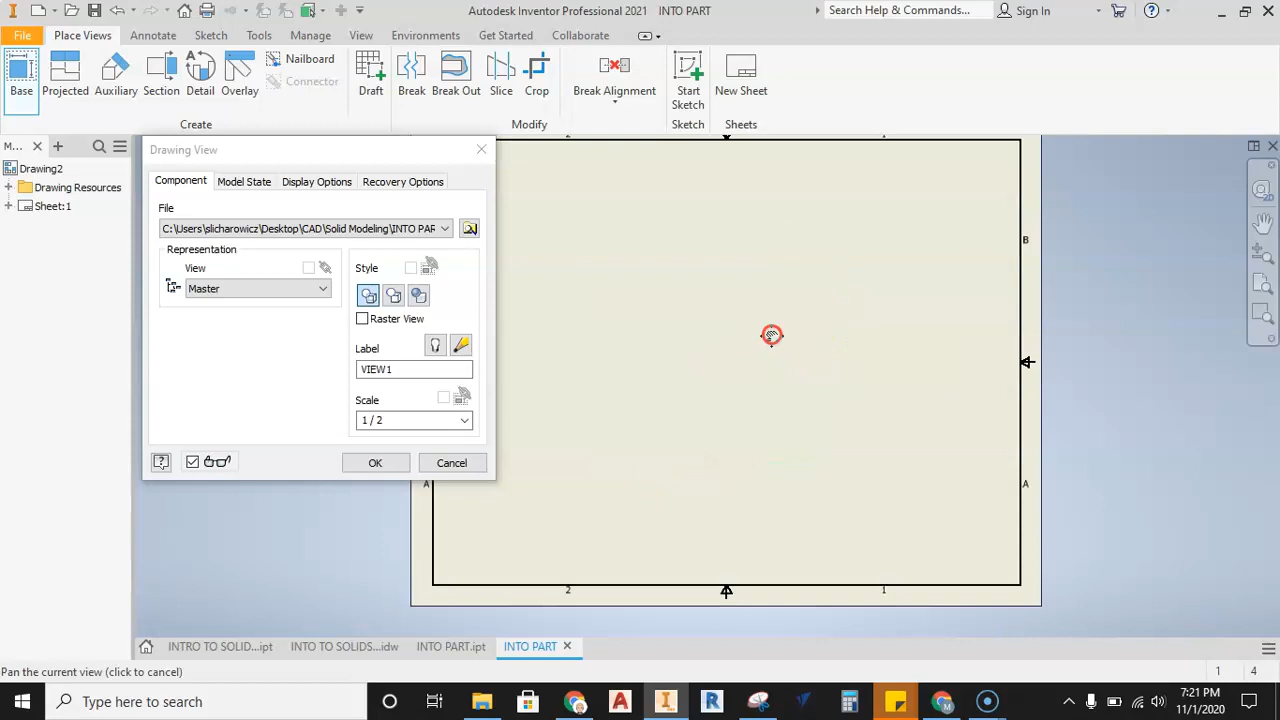 Autodesk Inventor Professional 2021 INTO PART
Search Help & Commands...
Sign In
File Place Views Annotate Sketch Tools Manage View Environments Get Started Collaborate
Base Projected Auxiliary Section Detail Overlay
Nailboard
Connector
Draft Break Break Out Slice Crop Break Alignment Start Sketch New Sheet
Create Modify Sketch Sheets
M...
Drawing2
Drawing Resources
Sheet:1
Drawing View
Component Model State Display Options Recovery Options
File
C:\Users\slicharowicz\Desktop\CAD\Solid Modeling\INTO PAR
Representation
View
Master
Style
Raster View
Label
VIEW1
Scale
1 / 2
OK Cancel
2 1
B
A A
2 1
INTRO TO SOLID...ipt INTO TO SOLIDS...idw INTO PART.ipt INTO PART
Pan the current view (click to cancel)
1 4
Type here to search
7:21 PM
11/1/2020